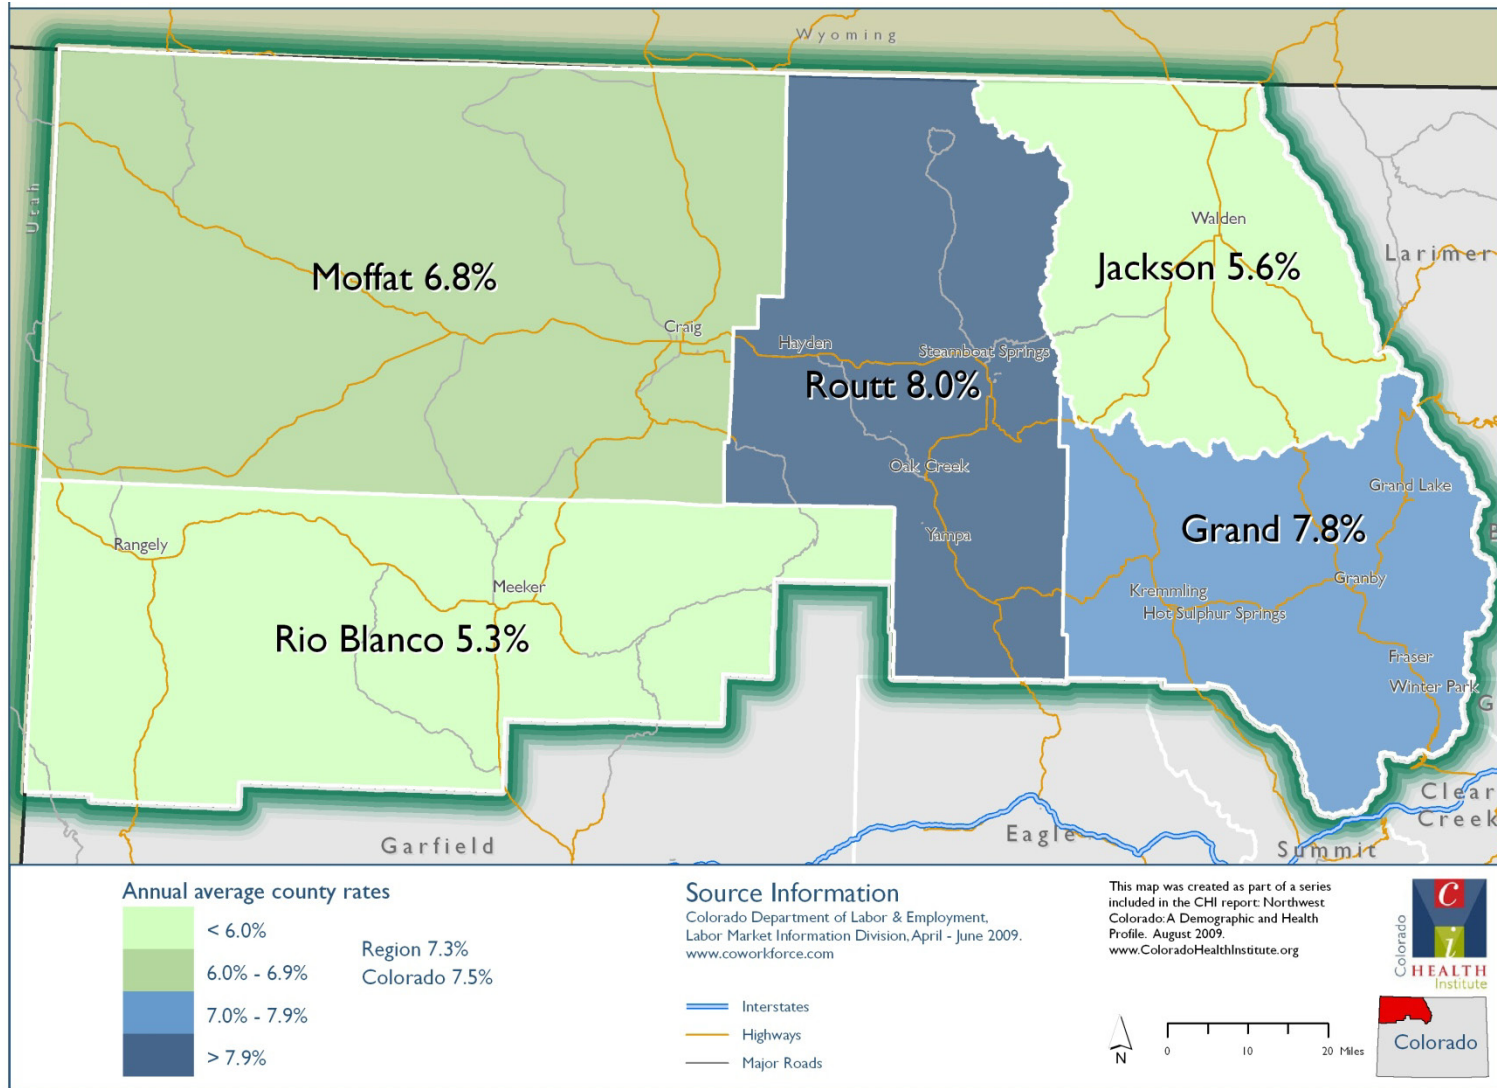 Wyoming
Utah
Walden
Larimer
Moffat 6.8%
Jackson 5.6%
Craig
Hayden
Steamboat Springs
Routt 8.0%
Oak Creek
Grand Lake
Yampa
Grand 7.8%
Rangely
Meeker
Granby
Kremmling
Hot Sulphur Springs
Rio Blanco 5.3%
Fraser
Winter Park
G
Clear
Creek
Garfield
Eagle
Summit
Annual average county rates
< 6.0%
6.0% - 6.9%
7.0% - 7.9%
> 7.9%
Region 7.3%
Colorado 7.5%
Source Information
Colorado Department of Labor & Employment,
Labor Market Information Division, April - June 2009.
www.coworkforce.com
Interstates
Highways
Major Roads
This map was created as part of a series
included in the CHI report: Northwest
Colorado: A Demographic and Health
Profile. August 2009.
www.ColoradoHealthInstitute.org
N
0 10 20 Miles
c
i
Colorado
HEALTH
Institute
Colorado